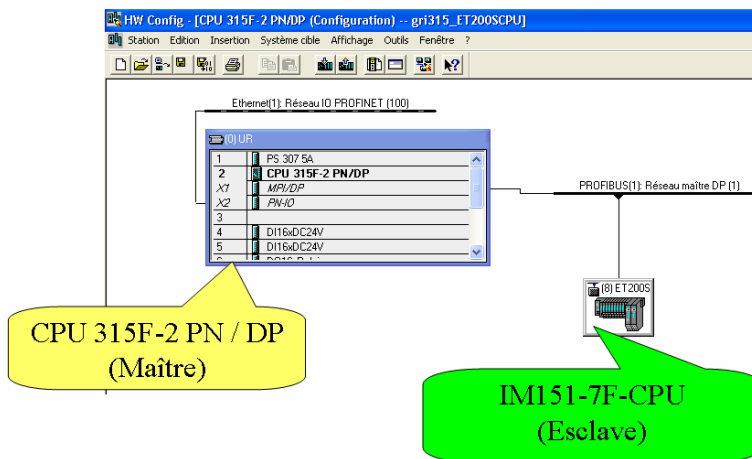 HW Config - [CPU 315F-2 PN/DP (Configuration) -- gri315_ET200SCPU]
Station Edition Insertion Système cible Affichage Outils Fenêtre ?
Ethernet(1): Réseau IO PROFINET (100)
(0) UR
1 PS 307 5A
2 CPU 315F-2 PN/DP
X1 MPI/DP
X2 PN-IO
3
4 DI16xDC24V
5 DI16xDC24V
PROFIBUS(1): Réseau maître DP (1)
(8) ET200S
CPU 315F-2 PN / DP
(Maître)
IM151-7F-CPU
(Esclave)